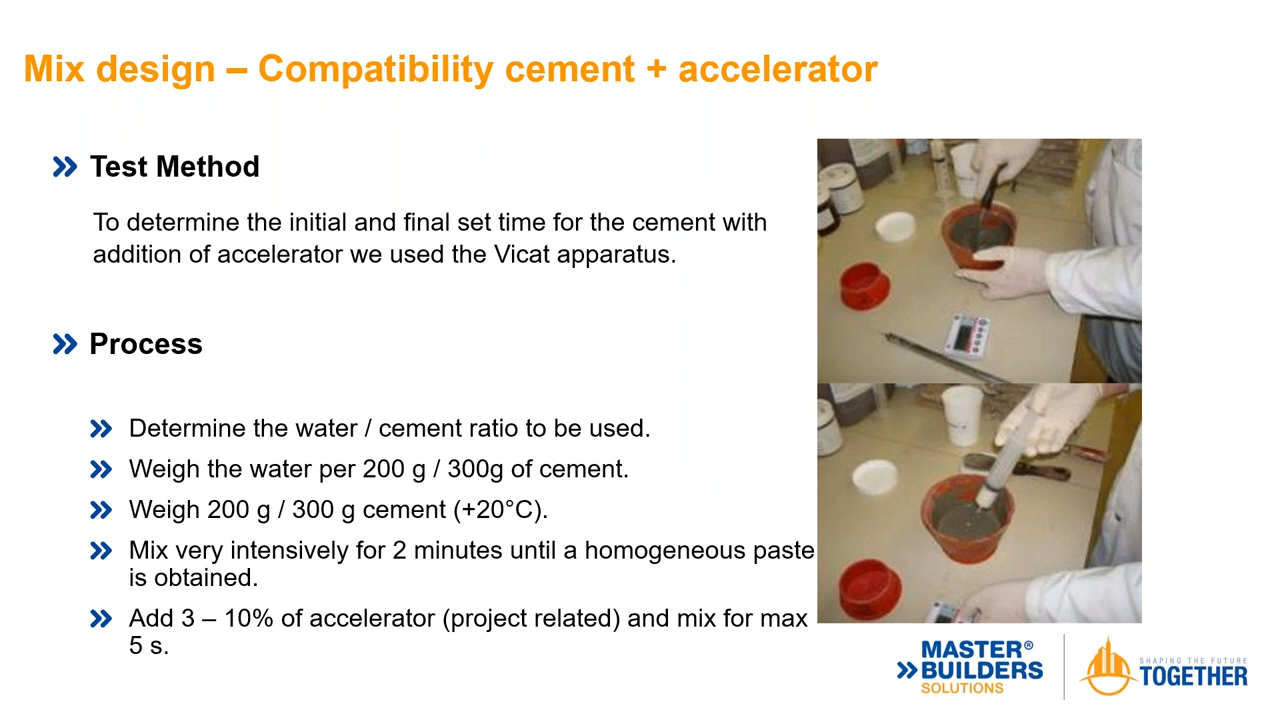 Mix design – Compatibility cement + accelerator
Test Method
To determine the initial and final set time for the cement with
addition of accelerator we used the Vicat apparatus.
Process
Determine the water / cement ratio to be used.
Weigh the water per 200 g / 300g of cement.
Weigh 200 g / 300 g cement (+20°C).
Mix very intensively for 2 minutes until a homogeneous paste
is obtained.
Add 3 – 10% of accelerator (project related) and mix for max
5 s.
MASTER®
BUILDERS
SOLUTIONS
SHAPING THE FUTURE
TOGETHER